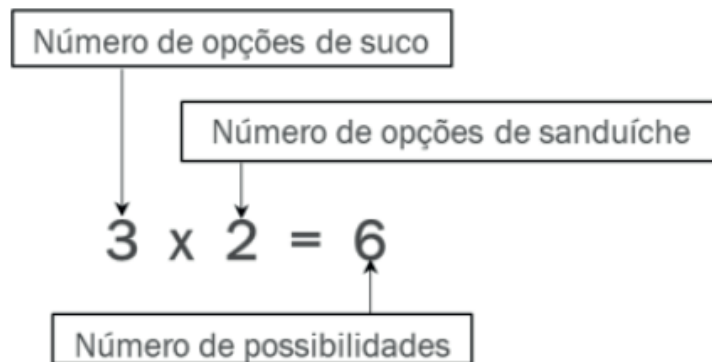 Número de opções de suco
Número de opções de sanduíche
3 x 2 = 6
Número de possibilidades